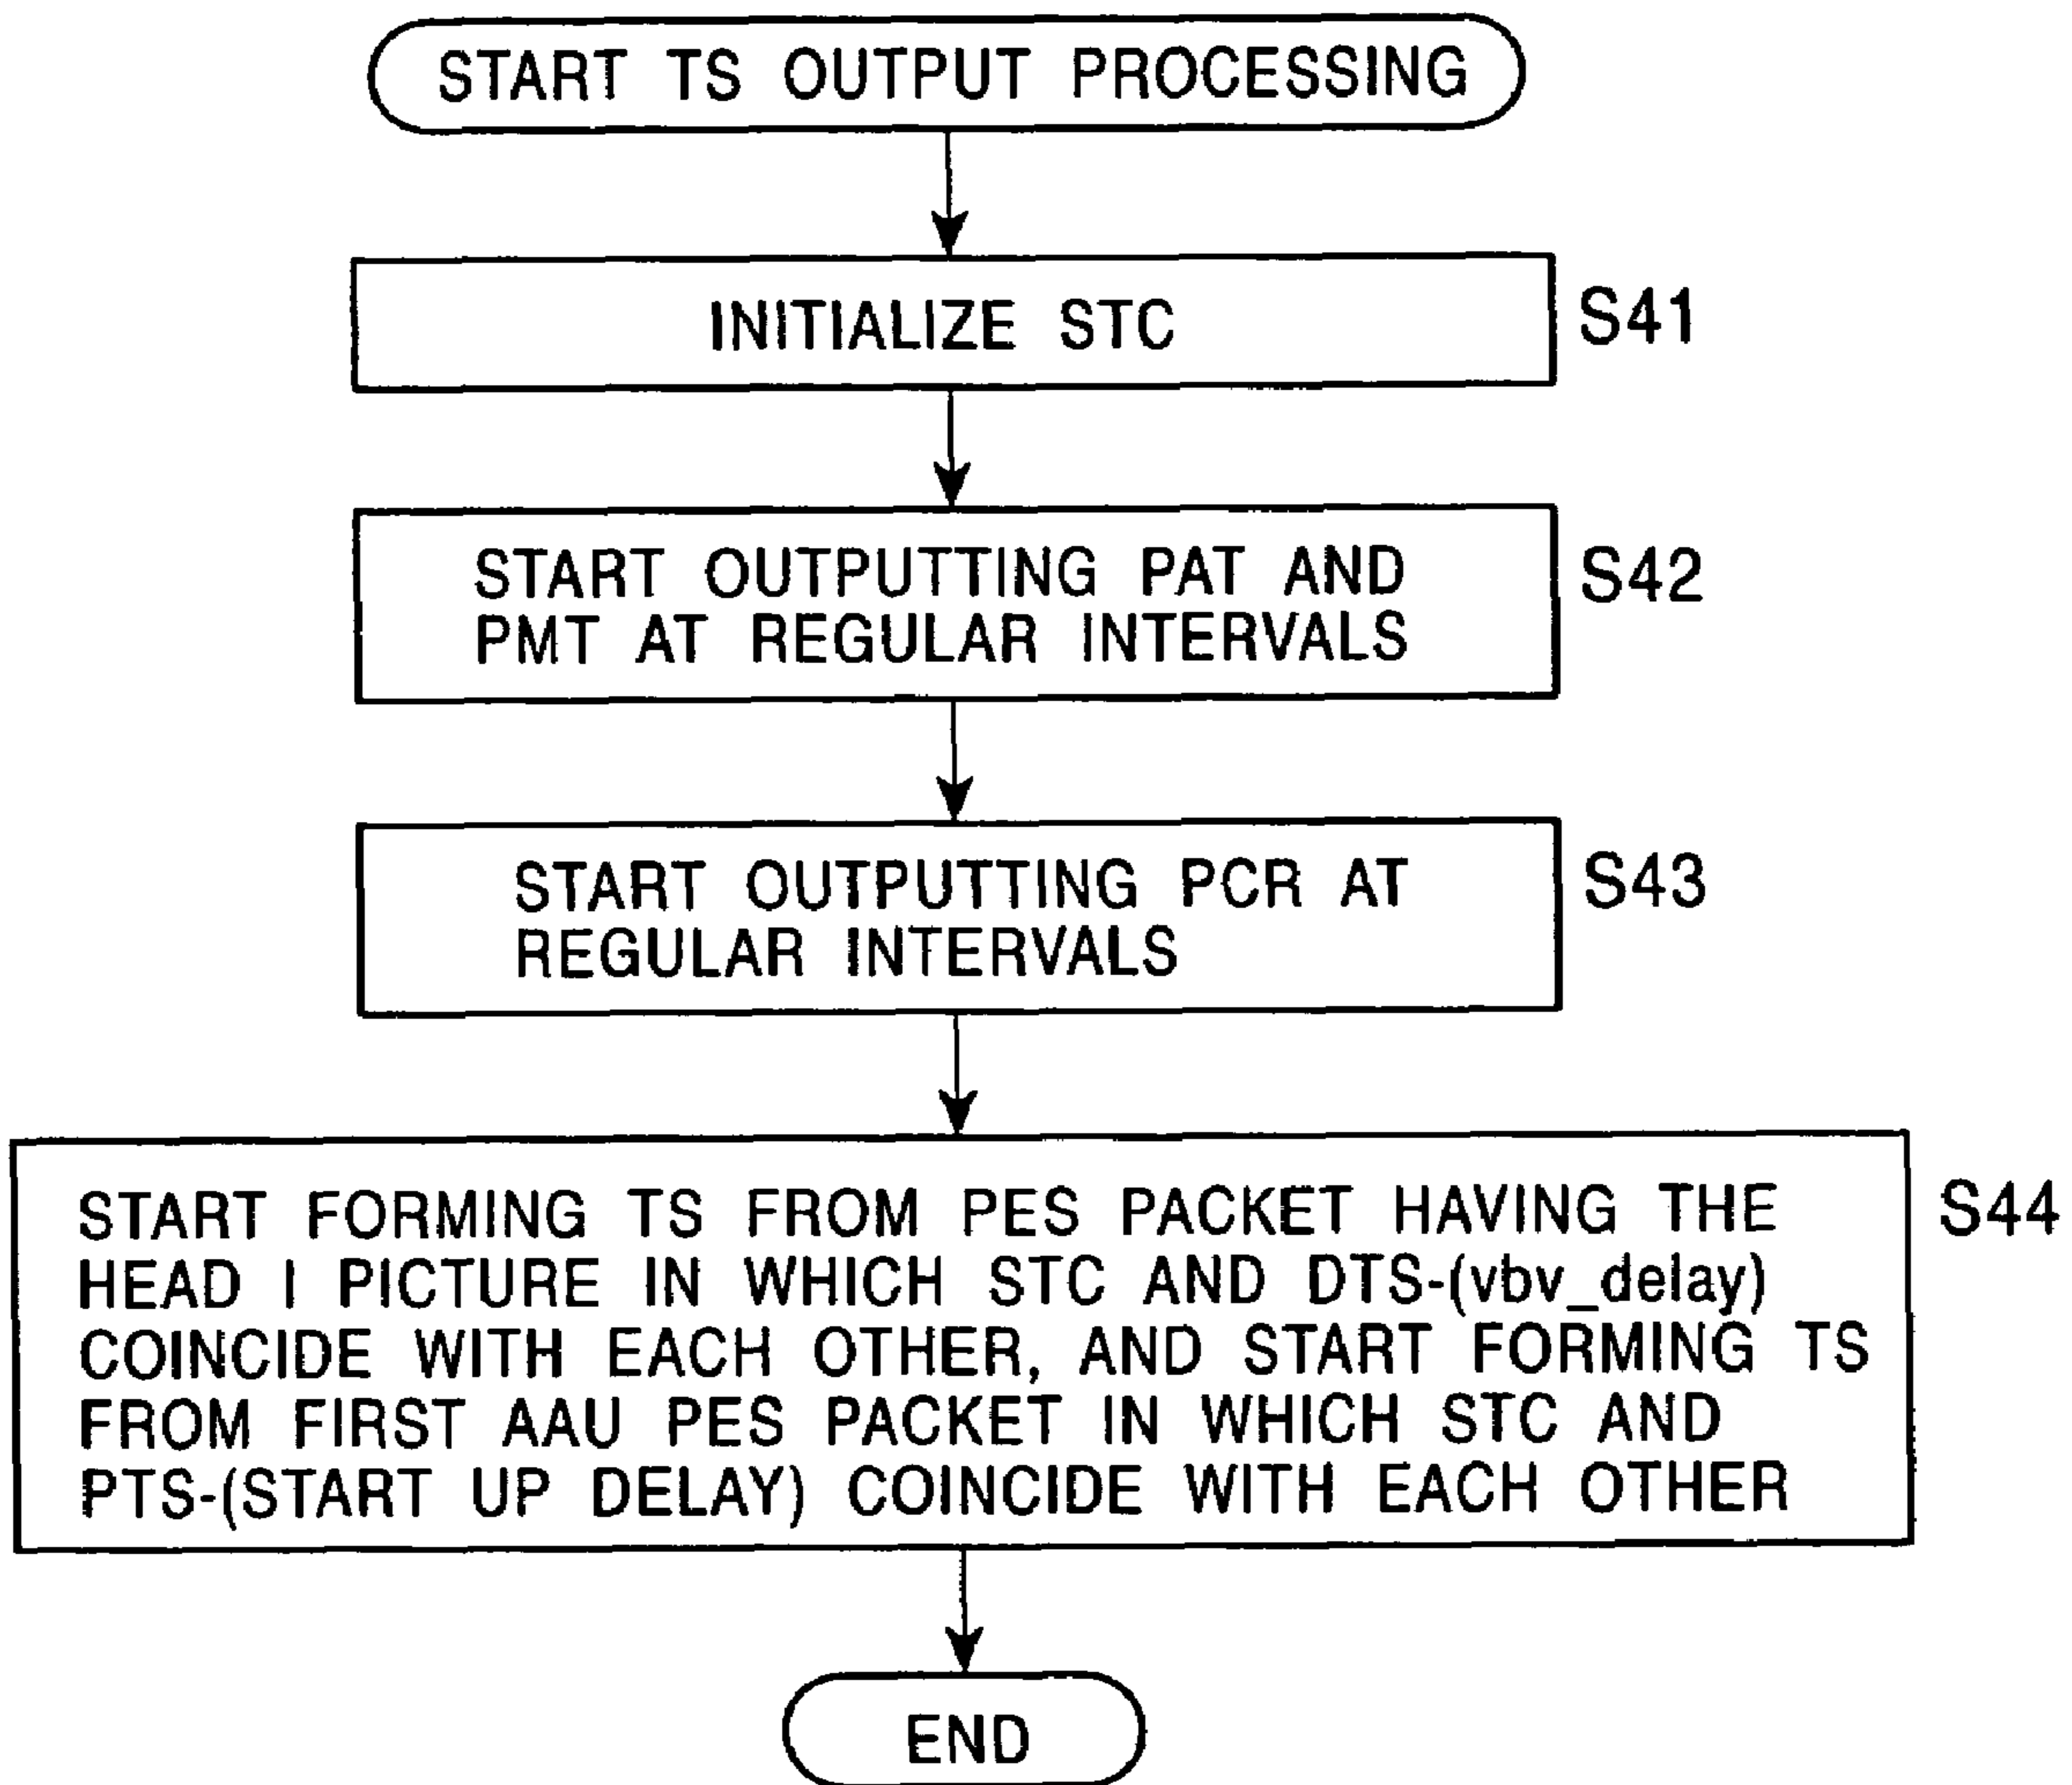 START TS OUTPUT PROCESSING
INITIALIZE STC
S41
START OUTPUTTING PAT AND
PMT AT REGULAR INTERVALS
S42
START OUTPUTTING PCR AT
REGULAR INTERVALS
S43
START FORMING TS FROM PES PACKET HAVING THE
HEAD I PICTURE IN WHICH STC AND DTS-(vbv_delay)
COINCIDE WITH EACH OTHER, AND START FORMING TS
FROM FIRST AAU PES PACKET IN WHICH STC AND
PTS-(START UP DELAY) COINCIDE WITH EACH OTHER
S44
END